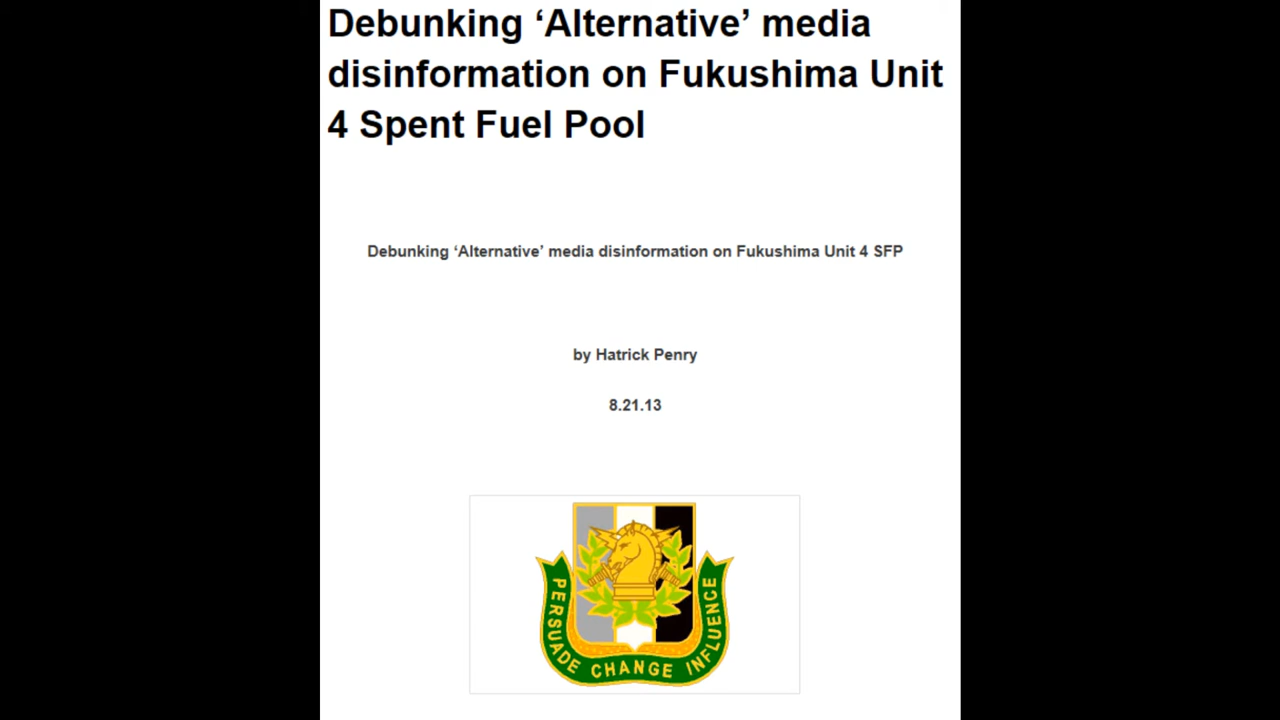 Debunking ‘Alternative’ media
disinformation on Fukushima Unit
4 Spent Fuel Pool
Debunking ‘Alternative’ media disinformation on Fukushima Unit 4 SFP
by Hatrick Penry
8.21.13
PERSUADE CHANGE INFLUENCE